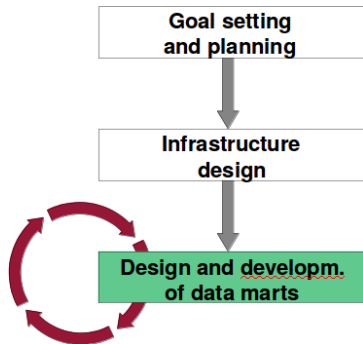 Goal setting
and planning
Infrastructure
design
Design and developm.
of data marts